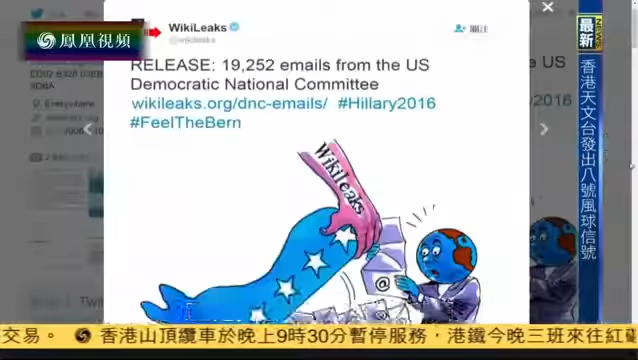 鳳凰視頻
WikiLeaks
@wikileaks
關注
RELEASE: 19,252 emails from the US
Democratic National Committee
wikileaks.org/dnc-emails/ #Hillary2016
#FeelTheBern
WikiLeaks
@
最新
香港天文台發出八號風球信號
交易。 香港山頂纜車於晚上9時30分暫停服務，港鐵今晚三班來往紅